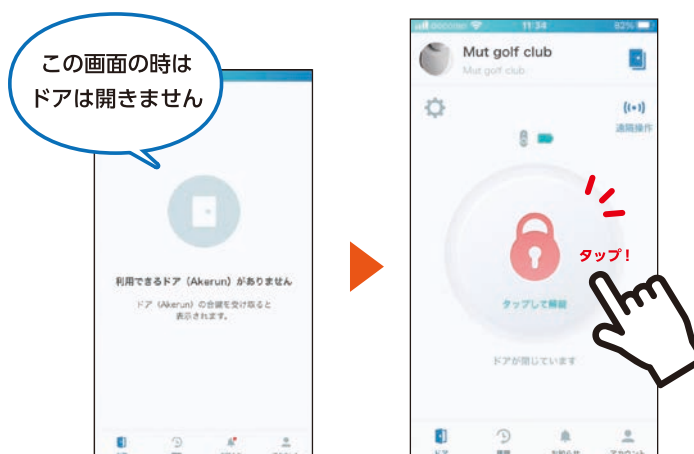 この画面の時は
ドアは開きません
利用できるドア（Akerun）がありません
ドア（Akerun）の合鍵を受け取ると
表示されます。
11:34
82%
Mut golf club
Mut golf club
遠隔操作
タップ！
タップして解錠
ドアが閉じています
ドア
履歴
お知らせ
アカウント